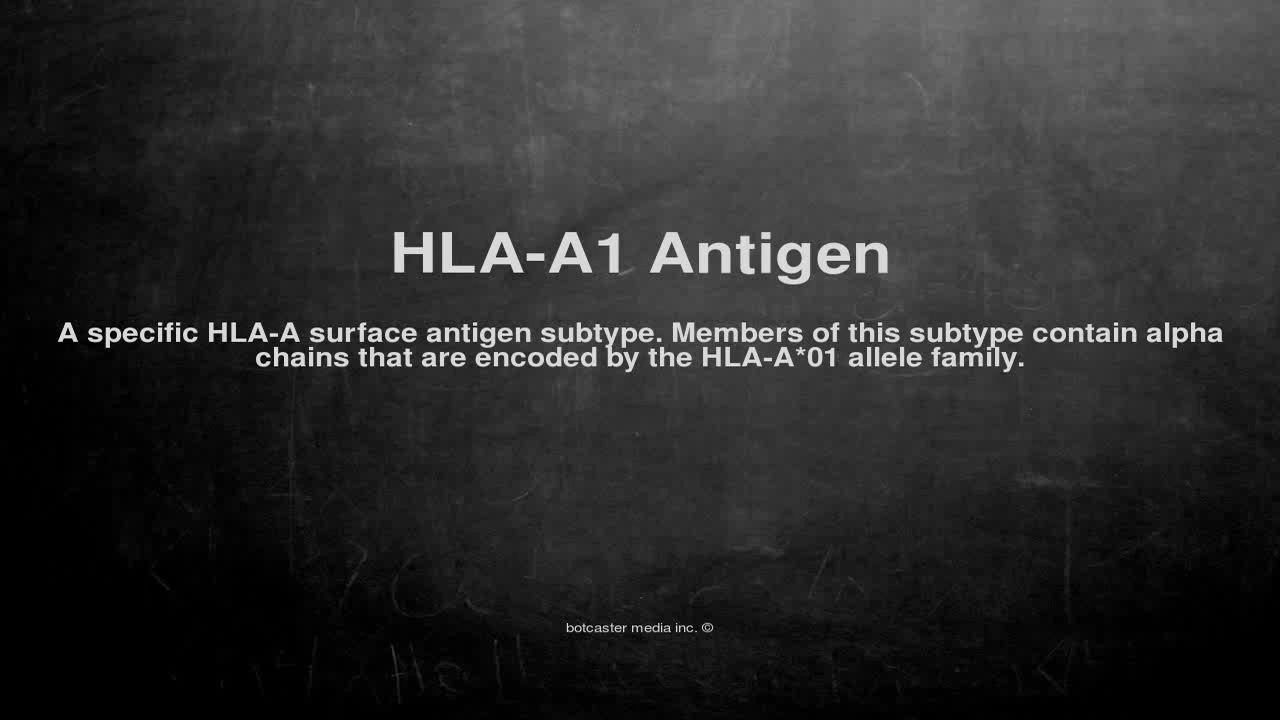 HLA-A1 Antigen
A specific HLA-A surface antigen subtype. Members of this subtype contain alpha
chains that are encoded by the HLA-A*01 allele family.
botcaster media inc. ©